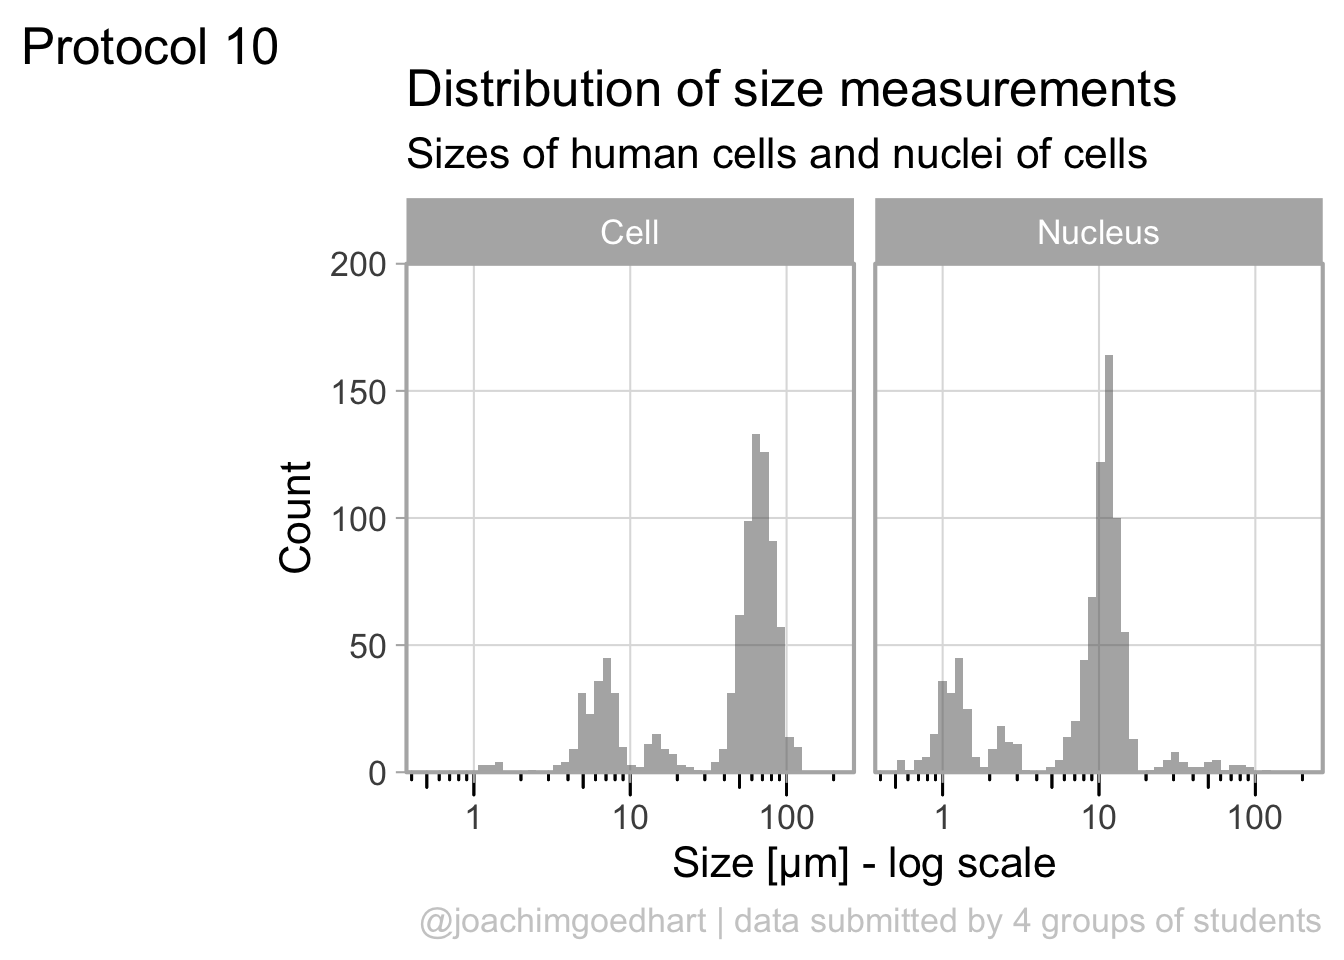 Protocol 10
Distribution of size measurements
Sizes of human cells and nuclei of cells
Cell
Nucleus
200
150
100
50
0
Count
1
10
100
1
10
100
Size [µm] - log scale
@joachimgoedhart | data submitted by 4 groups of students